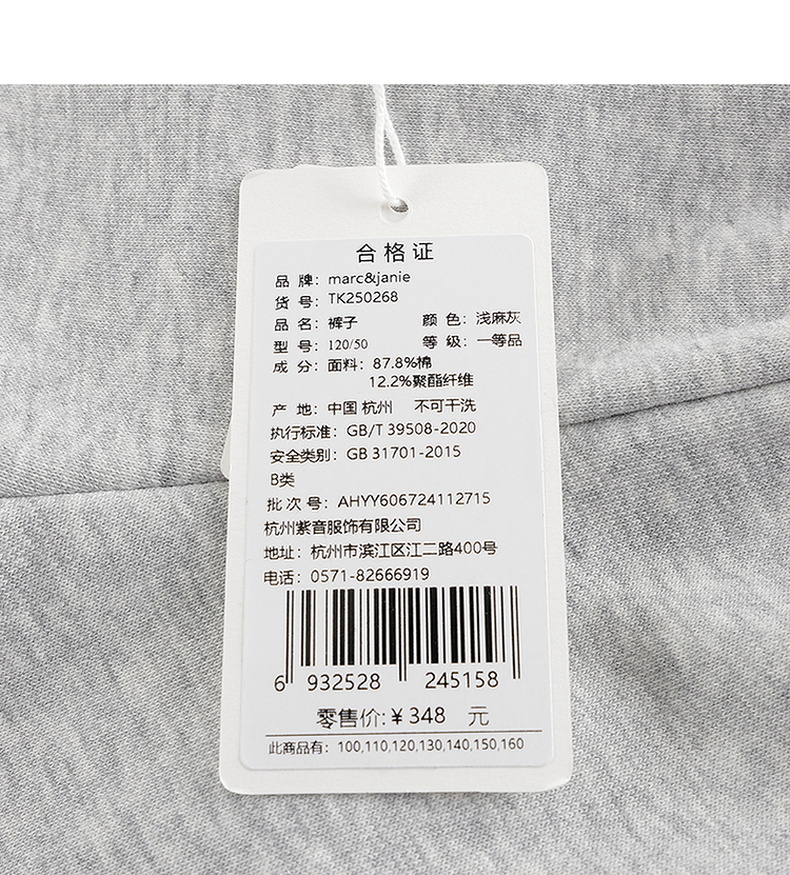 合格证
品 牌：marc&janie
货 号：TK250268
品 名：裤子 颜 色：浅麻灰
型 号：120/50 等 级：一等品
成 分：面料：87.8%棉
12.2%聚酯纤维
产 地：中国 杭州 不可干洗
执行标准：GB/T 39508-2020
安全类别：GB 31701-2015
B类
批 次 号：AHYY606724112715
杭州紫音服饰有限公司
地址：杭州市滨江区江二路400号
电话：0571-82666919
6 932528 245158
零售价:￥348 元
此商品有：100,110,120,130,140,150,160